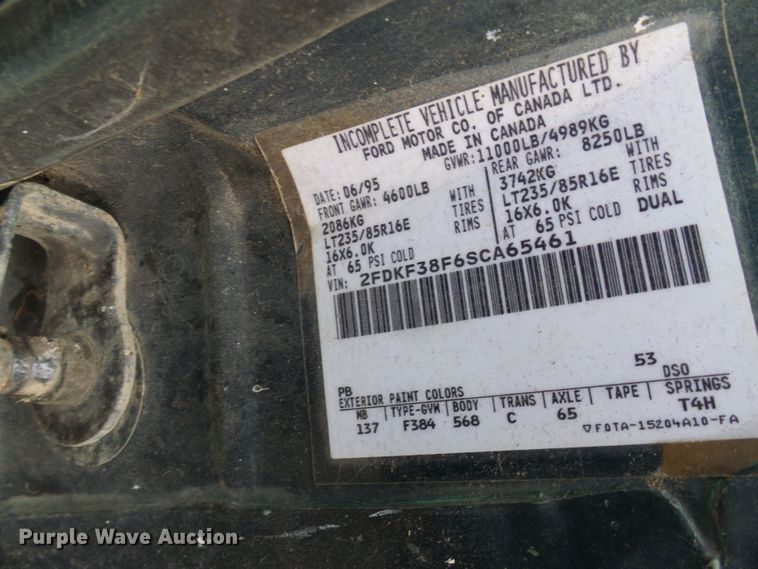 INCOMPLETE VEHICLE MANUFACTURED BY
FORD MOTOR CO. OF CANADA LTD.
MADE IN CANADA
DATE: 06/95 GVWR: 11000LB/4989KG
FRONT GAWR: 4600LB REAR GAWR: 8250LB
2086KG WITH 3742KG WITH
LT235/85R16E TIRES LT235/85R16E TIRES
16X6.0K RIMS 16X6.0K RIMS
AT 65 PSI COLD AT 65 PSI COLD DUAL
VIN: 2FDKF38F6SCA65461
PB 53
EXTERIOR PAINT COLORS DSO
WB TYPE-GVW BODY TRANS AXLE TAPE SPRINGS
137 F384 568 C 65 T4H
F0TA-15204A10-FA
Purple Wave Auction®